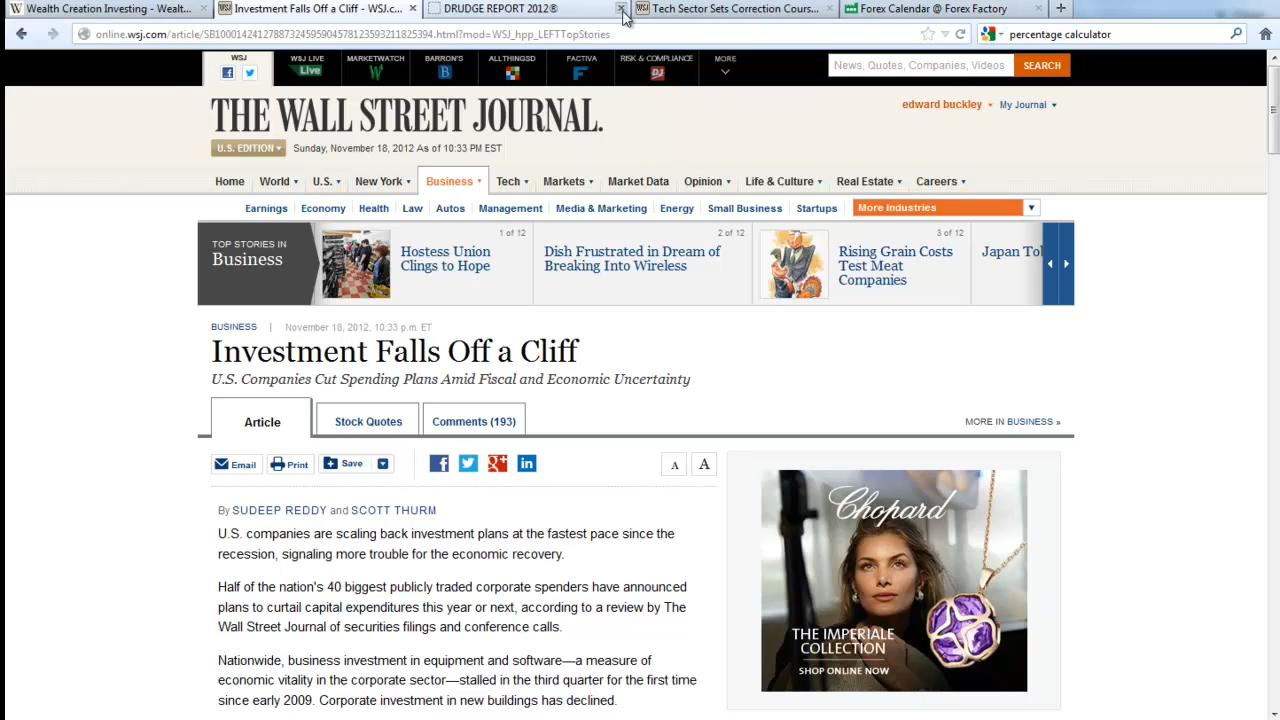 Wealth Creation Investing - Wealt...
Investment Falls Off a Cliff - WSJ.c...
DRUDGE REPORT 2012®
Tech Sector Sets Correction Cours...
Forex Calendar @ Forex Factory
online.wsj.com/article/SB10001424127887324595904578123593211825394.html?mod=WSJ_hpp_LEFTTopStories
percentage calculator
WSJ
WSJ LIVE
MARKETWATCH
BARRON'S
ALLTHINGSD
FACTIVA
RISK & COMPLIANCE
MORE
Live
W
B
F
DJ
News, Quotes, Companies, Videos
SEARCH
THE WALL STREET JOURNAL.
edward buckley
My Journal
U.S. EDITION
Sunday, November 18, 2012 As of 10:33 PM EST
Home World U.S. New York Business Tech Markets Market Data Opinion Life & Culture Real Estate Careers
Earnings Economy Health Law Autos Management Media & Marketing Energy Small Business Startups More Industries
TOP STORIES IN
Business
1 of 12
Hostess Union
Clings to Hope
2 of 12
Dish Frustrated in Dream of
Breaking Into Wireless
3 of 12
Rising Grain Costs
Test Meat
Companies
Japan Tol
BUSINESS | November 18, 2012, 10:33 p.m. ET
Investment Falls Off a Cliff
U.S. Companies Cut Spending Plans Amid Fiscal and Economic Uncertainty
Article
Stock Quotes
Comments (193)
MORE IN BUSINESS »
Email
Print
Save
A A
By SUDEEP REDDY and SCOTT THURM
U.S. companies are scaling back investment plans at the fastest pace since the
recession, signaling more trouble for the economic recovery.
Half of the nation's 40 biggest publicly traded corporate spenders have announced
plans to curtail capital expenditures this year or next, according to a review by The
Wall Street Journal of securities filings and conference calls.
Nationwide, business investment in equipment and software—a measure of
economic vitality in the corporate sector—stalled in the third quarter for the first time
since early 2009. Corporate investment in new buildings has declined.
Chopard
THE IMPERIALE
COLLECTION
SHOP ONLINE NOW